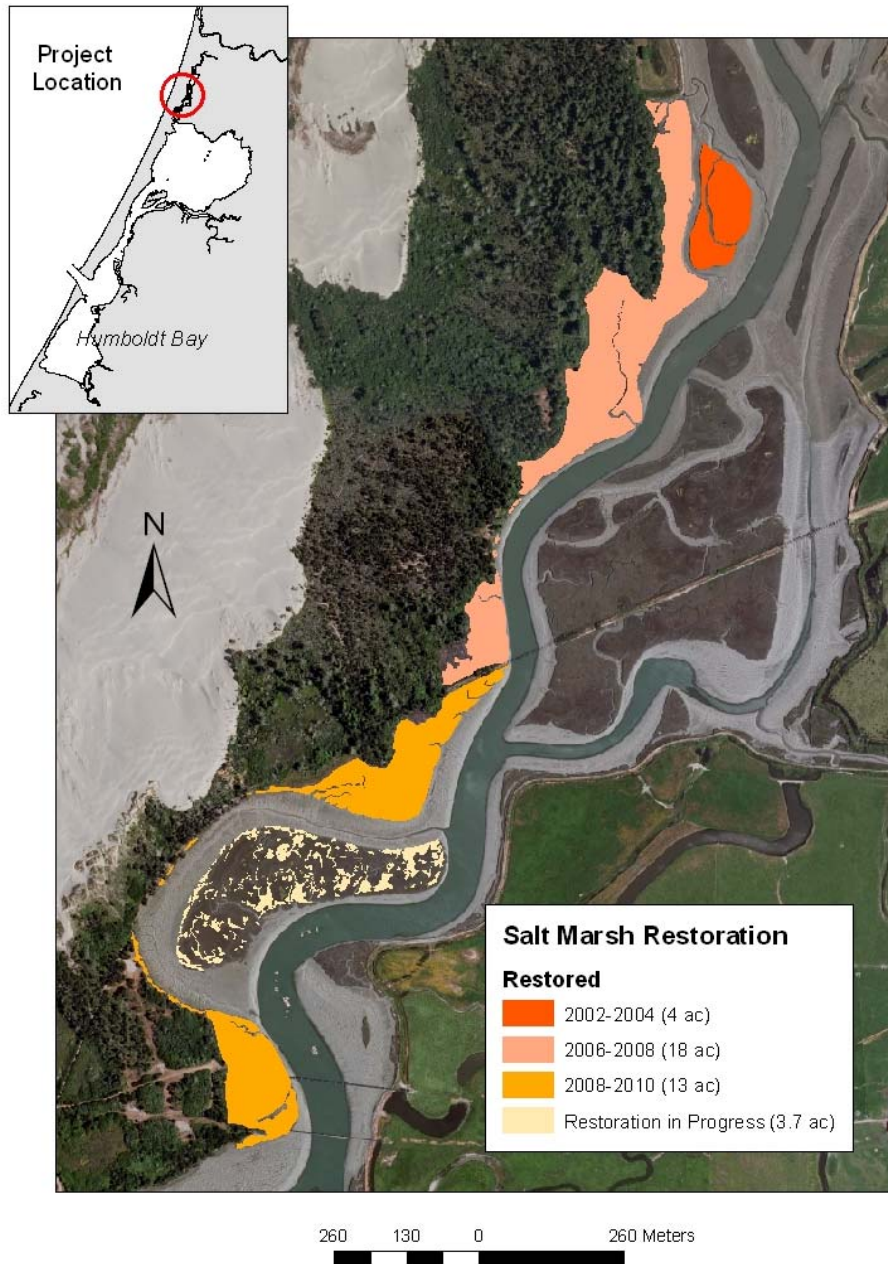 Project
Location
Humboldt Bay
N
Salt Marsh Restoration
Restored
2002-2004 (4 ac)
2006-2008 (18 ac)
2008-2010 (13 ac)
Restoration in Progress (3.7 ac)
260 130 0 260 Meters